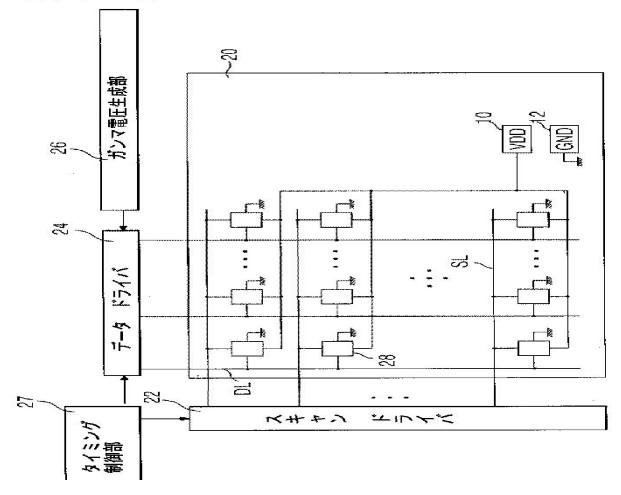 20
26
ガンマ電圧生成部
10
VDD
12
GND
24
データ ドライバ
SL
28
DL
27
タイミング
制御部
22
スキャン ドライバ